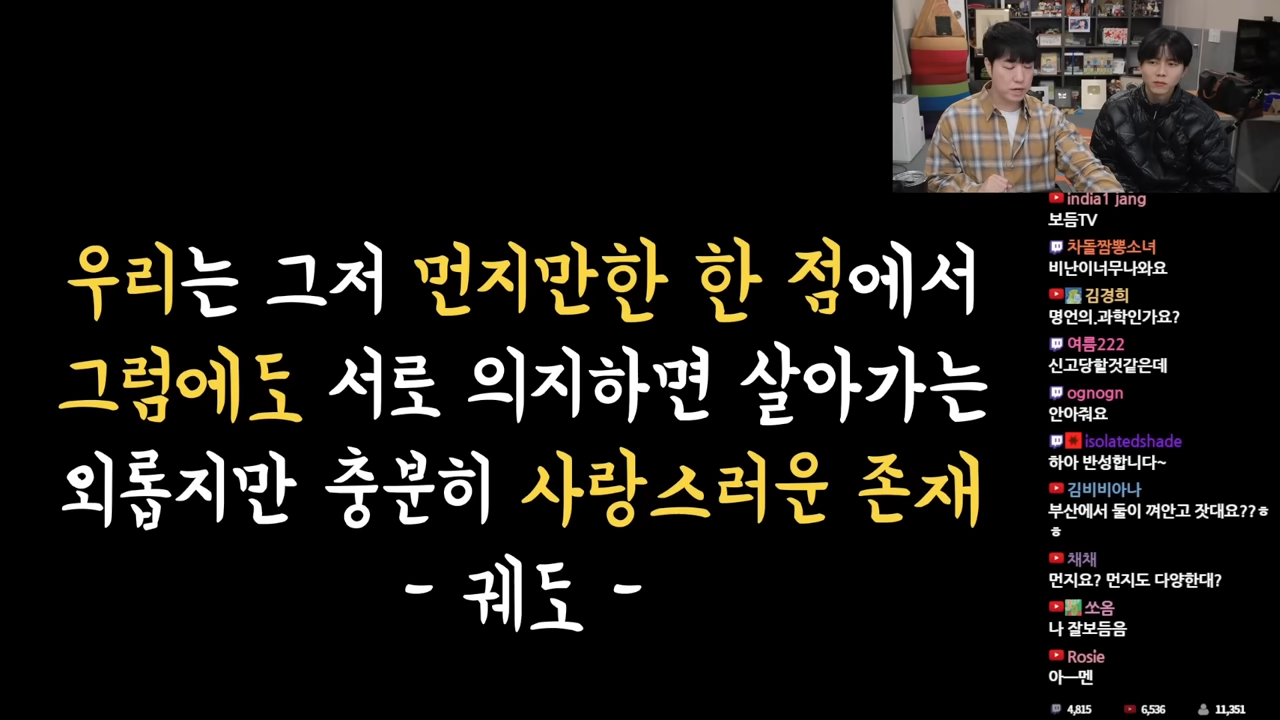 우리는 그저 먼지만한 한 점에서
그럼에도 서로 의지하면 살아가는
외롭지만 충분히 사랑스러운 존재
- 궤도 -
india1 jang
보듬TV
차돌짬뽕소녀
비난이너무나와요
김경희
명언의.과학인가요?
여름222
신고당할것같은데
ognogn
안아줘요
isolatedshade
하아 반성합니다~
김비비아나
부산에서 둘이 껴안고 잣대요??ㅎ
ㅎ
채채
먼지요? 먼지도 다양한대?
쏘옴
나 잘보듬음
Rosie
아—멘
4,815 6,536 11,351